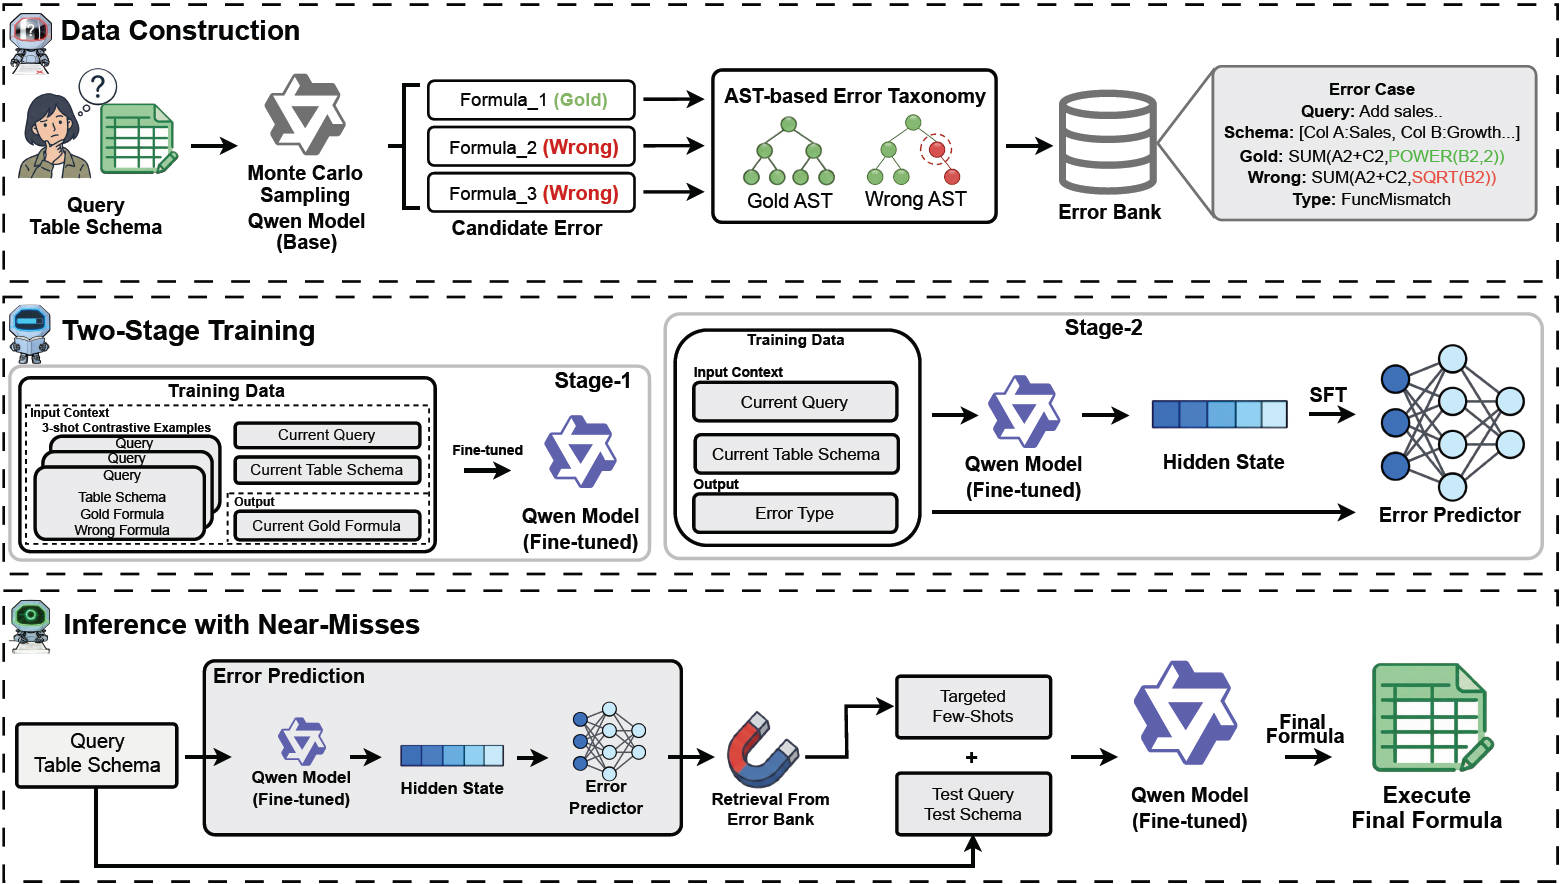 Data Construction
?
?
Query
Table Schema
Monte Carlo
Sampling
Qwen Model
(Base)
Formula_1 (Gold)
Formula_2 (Wrong)
Formula_3 (Wrong)
Candidate Error
AST-based Error Taxonomy
Gold AST
Wrong AST
Error Bank
Error Case
Query: Add sales..
Schema: [Col A:Sales, Col B:Growth...]
Gold: SUM(A2+C2,POWER(B2,2))
Wrong: SUM(A2+C2,SQRT(B2))
Type: FuncMismatch
Two-Stage Training
Stage-1
Training Data
Input Context
3-shot Contrastive Examples
Query
Query
Query
Table Schema
Gold Formula
Wrong Formula
Current Query
Current Table Schema
Output
Current Gold Formula
Fine-tuned
Qwen Model
(Fine-tuned)
Stage-2
Training Data
Input Context
Current Query
Current Table Schema
Output
Error Type
Qwen Model
(Fine-tuned)
Hidden State
SFT
Error Predictor
Inference with Near-Misses
Query
Table Schema
Error Prediction
Qwen Model
(Fine-tuned)
Hidden State
Error
Predictor
Retrieval From
Error Bank
Targeted
Few-Shots
+
Test Query
Test Schema
Qwen Model
(Fine-tuned)
Final
Formula
Execute
Final Formula